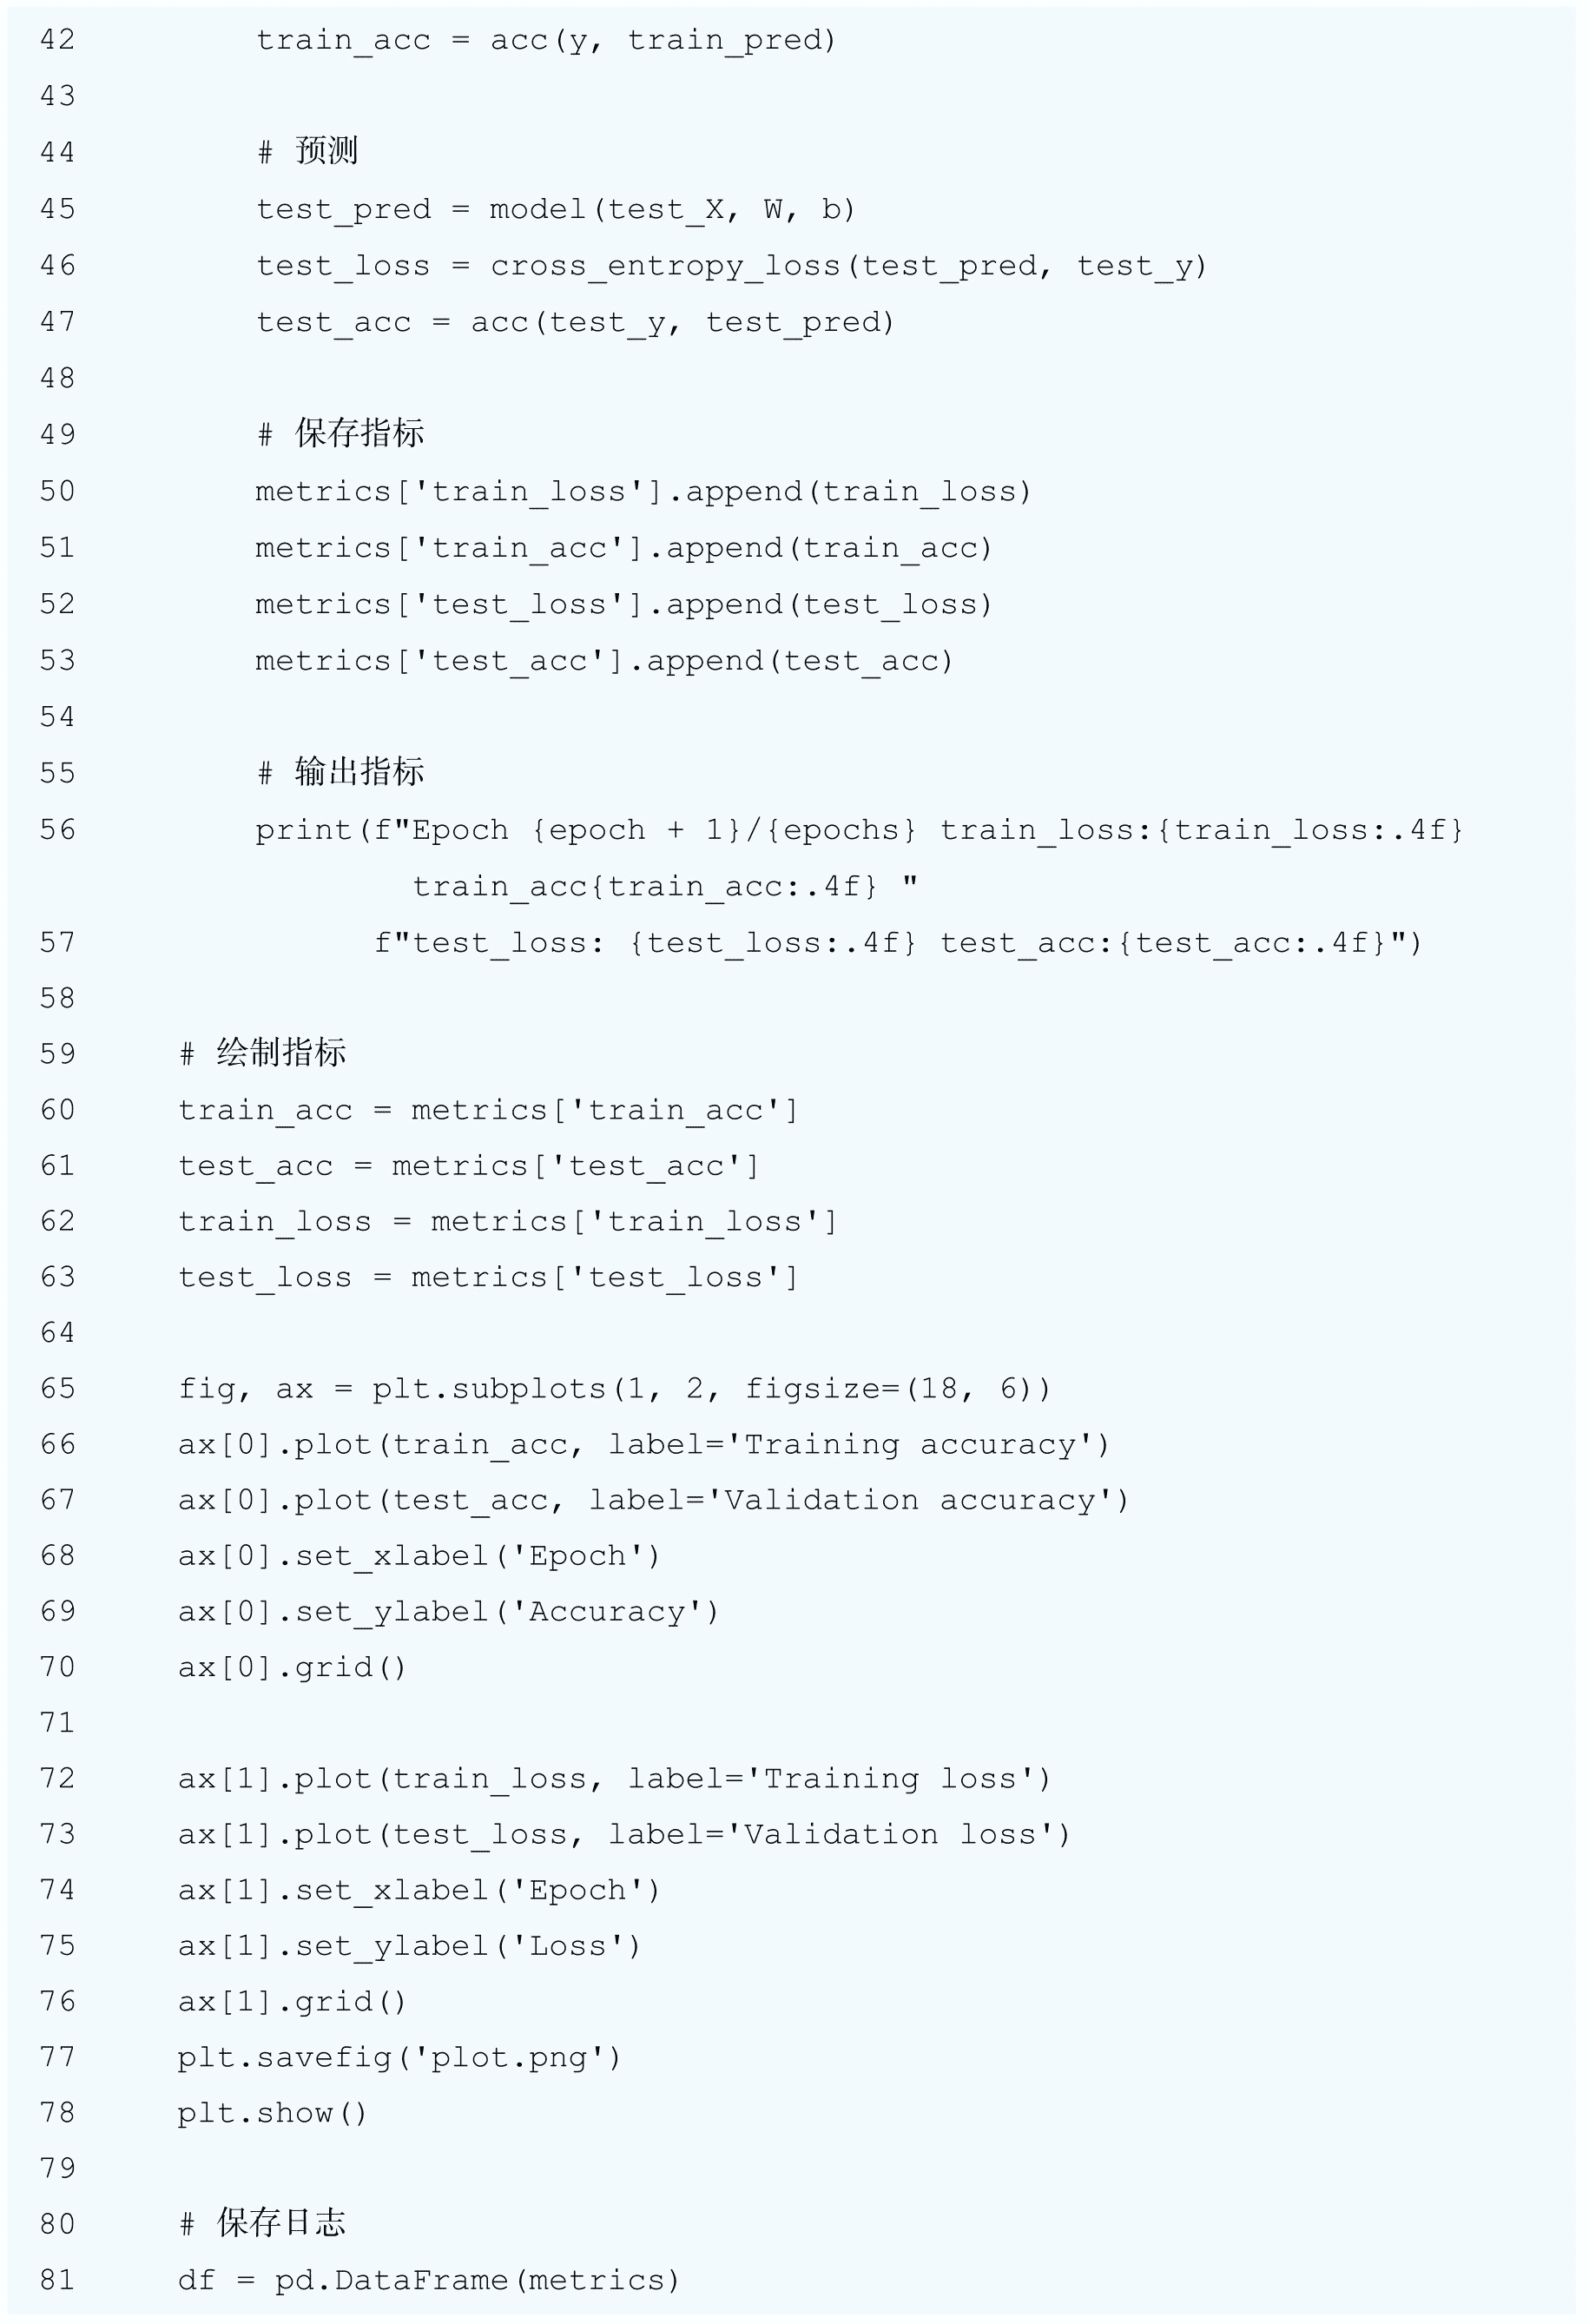 42         train_acc = acc(y, train_pred)
43
44         # 预测
45         test_pred = model(test_X, W, b)
46         test_loss = cross_entropy_loss(test_pred, test_y)
47         test_acc = acc(test_y, test_pred)
48
49         # 保存指标
50         metrics['train_loss'].append(train_loss)
51         metrics['train_acc'].append(train_acc)
52         metrics['test_loss'].append(test_loss)
53         metrics['test_acc'].append(test_acc)
54
55         # 输出指标
56         print(f"Epoch {epoch + 1}/{epochs} train_loss:{train_loss:.4f}
                   train_acc{train_acc:.4f} "
57               f"test_loss: {test_loss:.4f} test_acc:{test_acc:.4f}")
58
59     # 绘制指标
60     train_acc = metrics['train_acc']
61     test_acc = metrics['test_acc']
62     train_loss = metrics['train_loss']
63     test_loss = metrics['test_loss']
64
65     fig, ax = plt.subplots(1, 2, figsize=(18, 6))
66     ax[0].plot(train_acc, label='Training accuracy')
67     ax[0].plot(test_acc, label='Validation accuracy')
68     ax[0].set_xlabel('Epoch')
69     ax[0].set_ylabel('Accuracy')
70     ax[0].grid()
71
72     ax[1].plot(train_loss, label='Training loss')
73     ax[1].plot(test_loss, label='Validation loss')
74     ax[1].set_xlabel('Epoch')
75     ax[1].set_ylabel('Loss')
76     ax[1].grid()
77     plt.savefig('plot.png')
78     plt.show()
79
80     # 保存日志
81     df = pd.DataFrame(metrics)